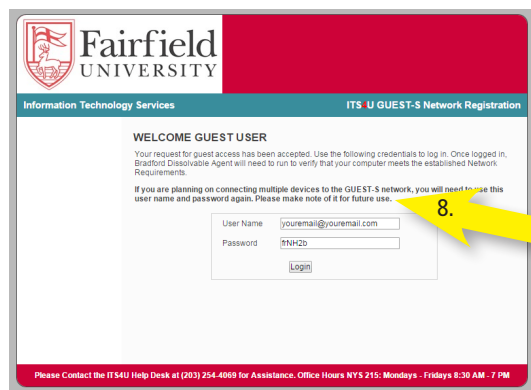 Fairfield
UNIVERSITY
Information Technology Services
ITS4U GUEST-S Network Registration
WELCOME GUEST USER
Your request for guest access has been accepted. Use the following credentials to log in. Once logged in,
Bradford Dissolvable Agent will need to run to verify that your computer meets the established Network
Requirements.
If you are planning on connecting multiple devices to the GUEST-S network, you will need to use this
user name and password again. Please make note of it for future use.
8.
User Name youremail@youremail.com
Password frNH2b
Login
Please Contact the ITS4U Help Desk at (203) 254-4069 for Assistance. Office Hours NYS 215: Mondays - Fridays 8:30 AM - 7 PM